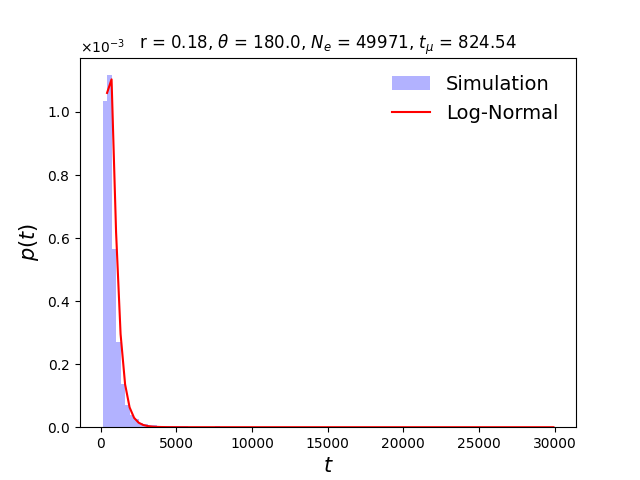 ×10⁻³ r = 0.18, θ = 180.0, Nₑ = 49971, t_μ = 824.54
Simulation
Log-Normal
1.0
0.8
0.6
0.4
0.2
0.0
p(t)
0 5000 10000 15000 20000 25000 30000
t